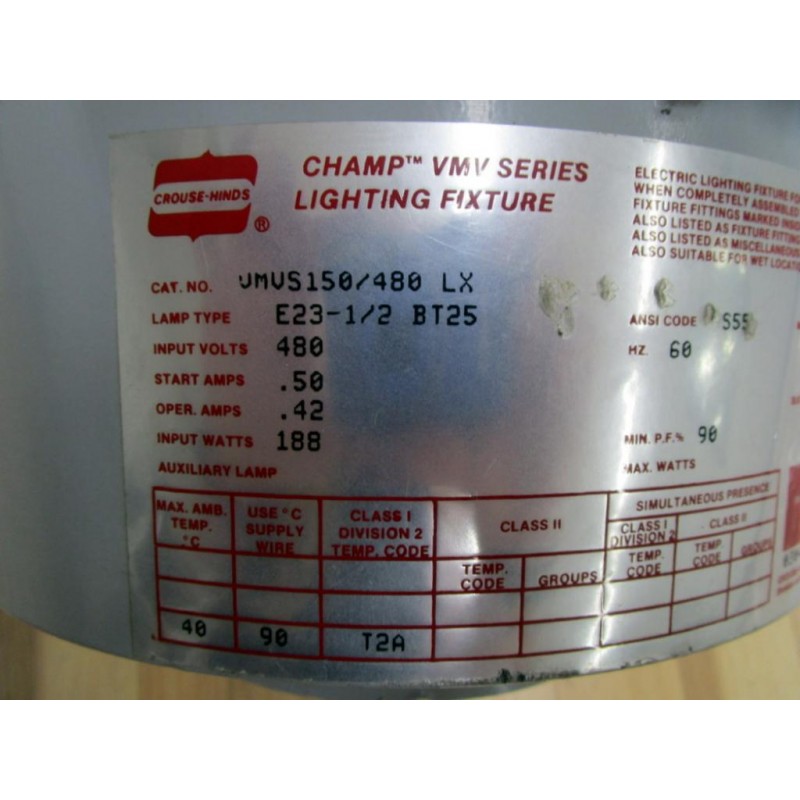 CROUSE-HINDS
®
CHAMP™ VMV SERIES
LIGHTING FIXTURE
ELECTRIC LIGHTING FIXTURE
WHEN COMPLETELY ASSEMBLED
FIXTURE FITTINGS MARKED
ALSO LISTED AS FIXTURE
ALSO LISTED AS MISCELLANEOUS
ALSO SUITABLE FOR WET
CAT. NO. VMVS150/480 LX
LAMP TYPE E23-1/2 BT25
ANSI CODE S55
INPUT VOLTS 480
HZ. 60
START AMPS .50
OPER. AMPS .42
INPUT WATTS 188
MIN. P.F.% 90
AUXILIARY LAMP
MAX. WATTS
MAX. AMB. TEMP. °C
USE °C SUPPLY WIRE
CLASS I DIVISION 2 TEMP. CODE
CLASS II
SIMULTANEOUS PRESENCE
CLASS I DIVISION 2
CLASS II
TEMP. CODE
GROUPS
TEMP. CODE
TEMP. CODE
GROUPS
40 90 T2A